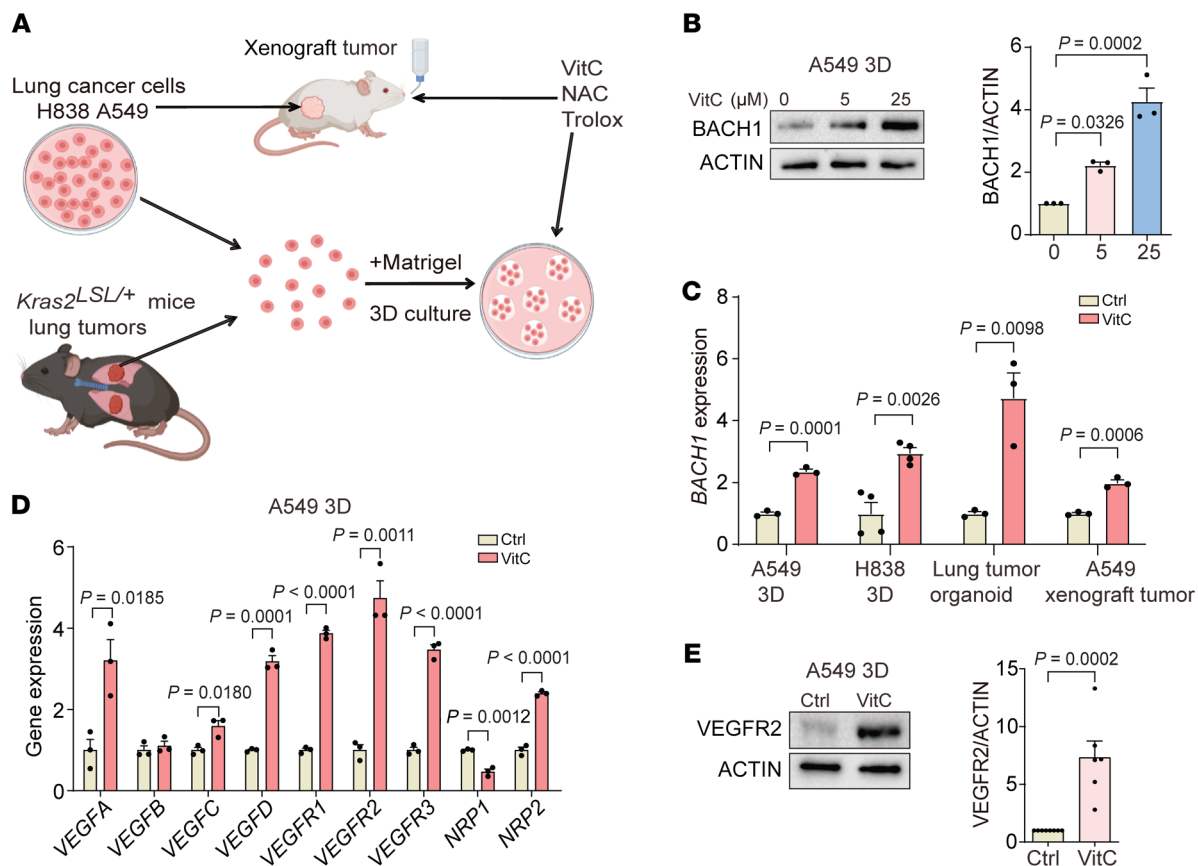 A
Xenograft tumor
Lung cancer cells
H838 A549
VitC
NAC
Trolox
+Matrigel
3D culture
Kras2LSL/+ mice
lung tumors
B
A549 3D
VitC (μM) 0 5 25
BACH1
ACTIN
BACH1/ACTIN
6
4
2
0
P = 0.0002
P = 0.0326
0 5 25
C
BACH1 expression
8
6
4
2
0
Ctrl
VitC
P = 0.0001
P = 0.0026
P = 0.0098
P = 0.0006
A549
3D
H838
3D
Lung tumor
organoid
A549
xenograft tumor
D
A549 3D
Gene expression
6
4
2
0
Ctrl
VitC
P = 0.0185
P = 0.0180
P = 0.0001
P < 0.0001
P = 0.0011
P < 0.0001
P = 0.0012
P < 0.0001
VEGFA
VEGFB
VEGFC
VEGFD
VEGFR1
VEGFR2
VEGFR3
NRP1
NRP2
E
A549 3D
Ctrl VitC
VEGFR2
ACTIN
VEGFR2/ACTIN
15
10
5
0
P = 0.0002
Ctrl VitC